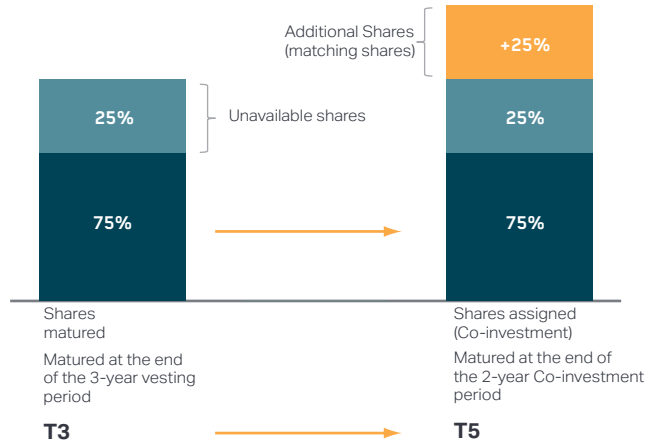 Additional Shares
(matching shares)
+25%
25%
Unavailable shares
25%
75%
75%
Shares
matured
Matured at the end
of the 3-year vesting
period
T3
Shares assigned
(Co-investment)
Matured at the end of
the 2-year Co-investment
period
T5